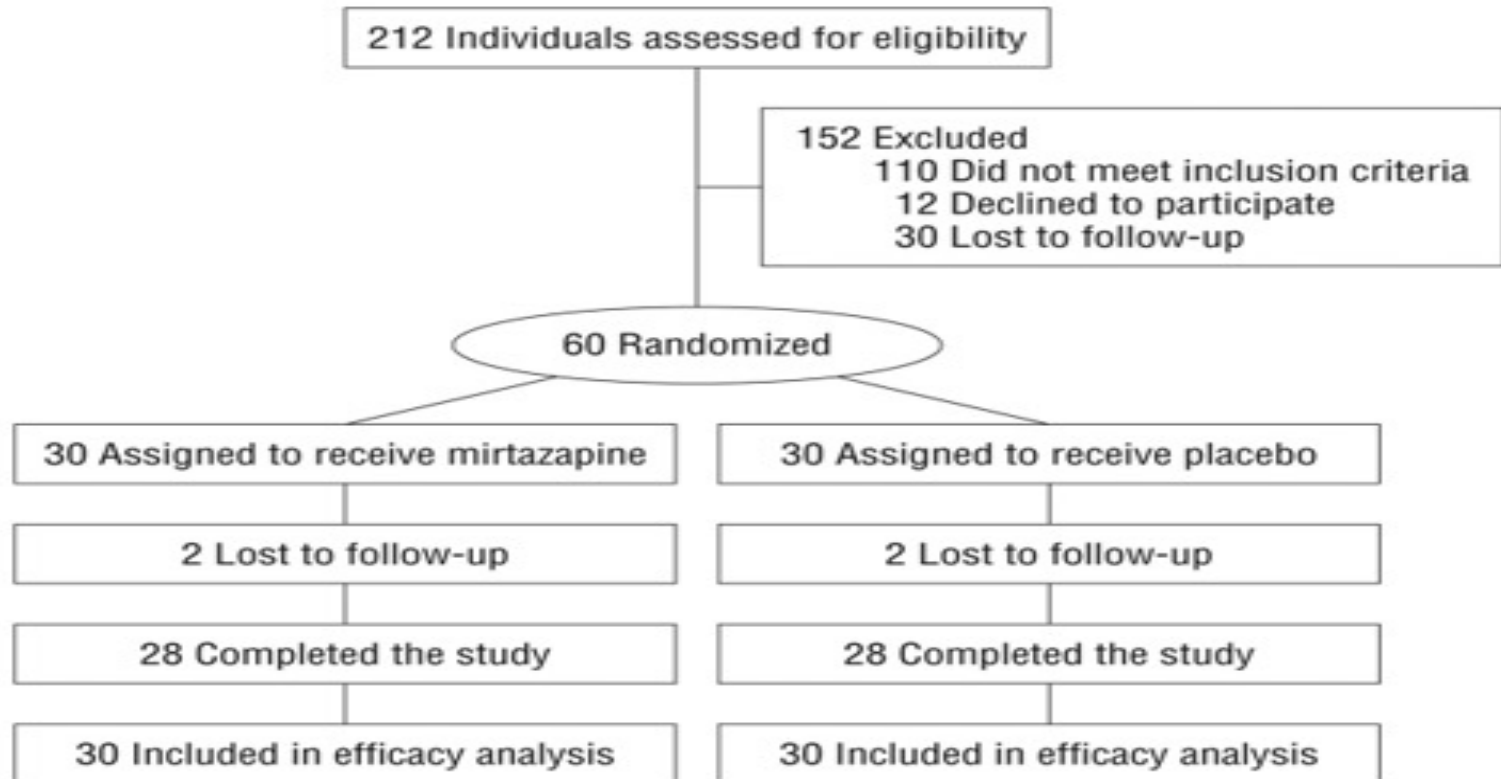 212 Individuals assessed for eligibility
152 Excluded
110 Did not meet inclusion criteria
12 Declined to participate
30 Lost to follow-up
60 Randomized
30 Assigned to receive mirtazapine
30 Assigned to receive placebo
2 Lost to follow-up
2 Lost to follow-up
28 Completed the study
28 Completed the study
30 Included in efficacy analysis
30 Included in efficacy analysis